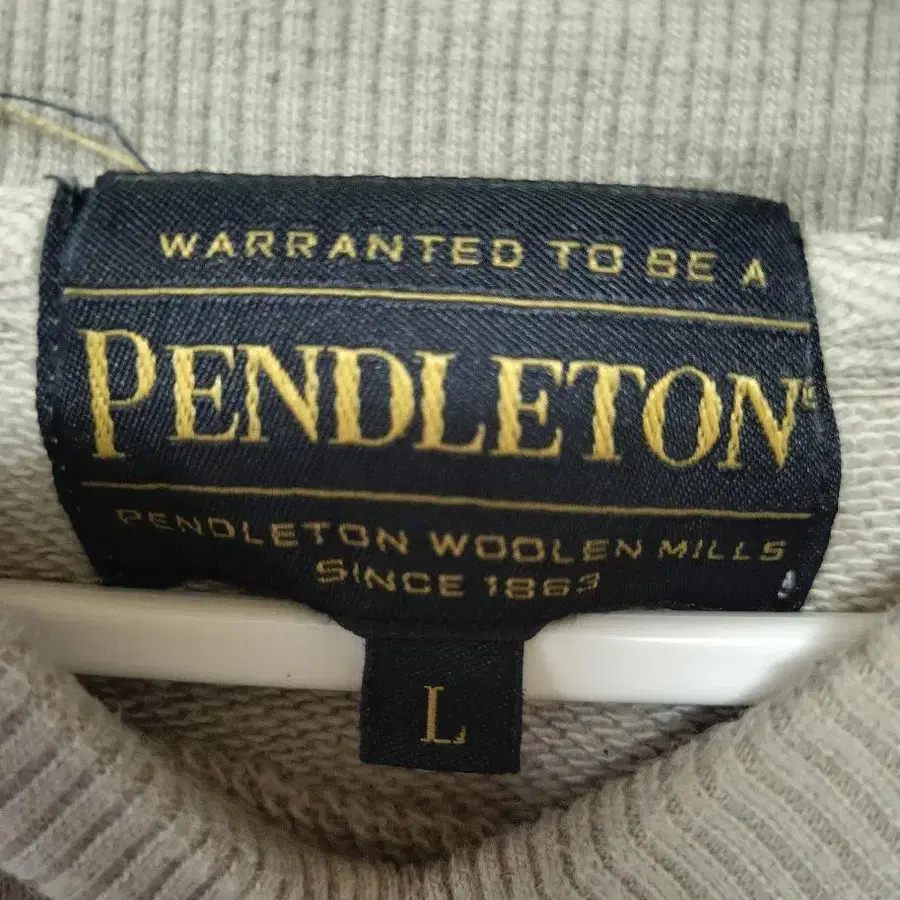 WARRANTED TO BE A
PENDLETON
PENDLETON WOOLEN MILLS
SINCE 1863
L